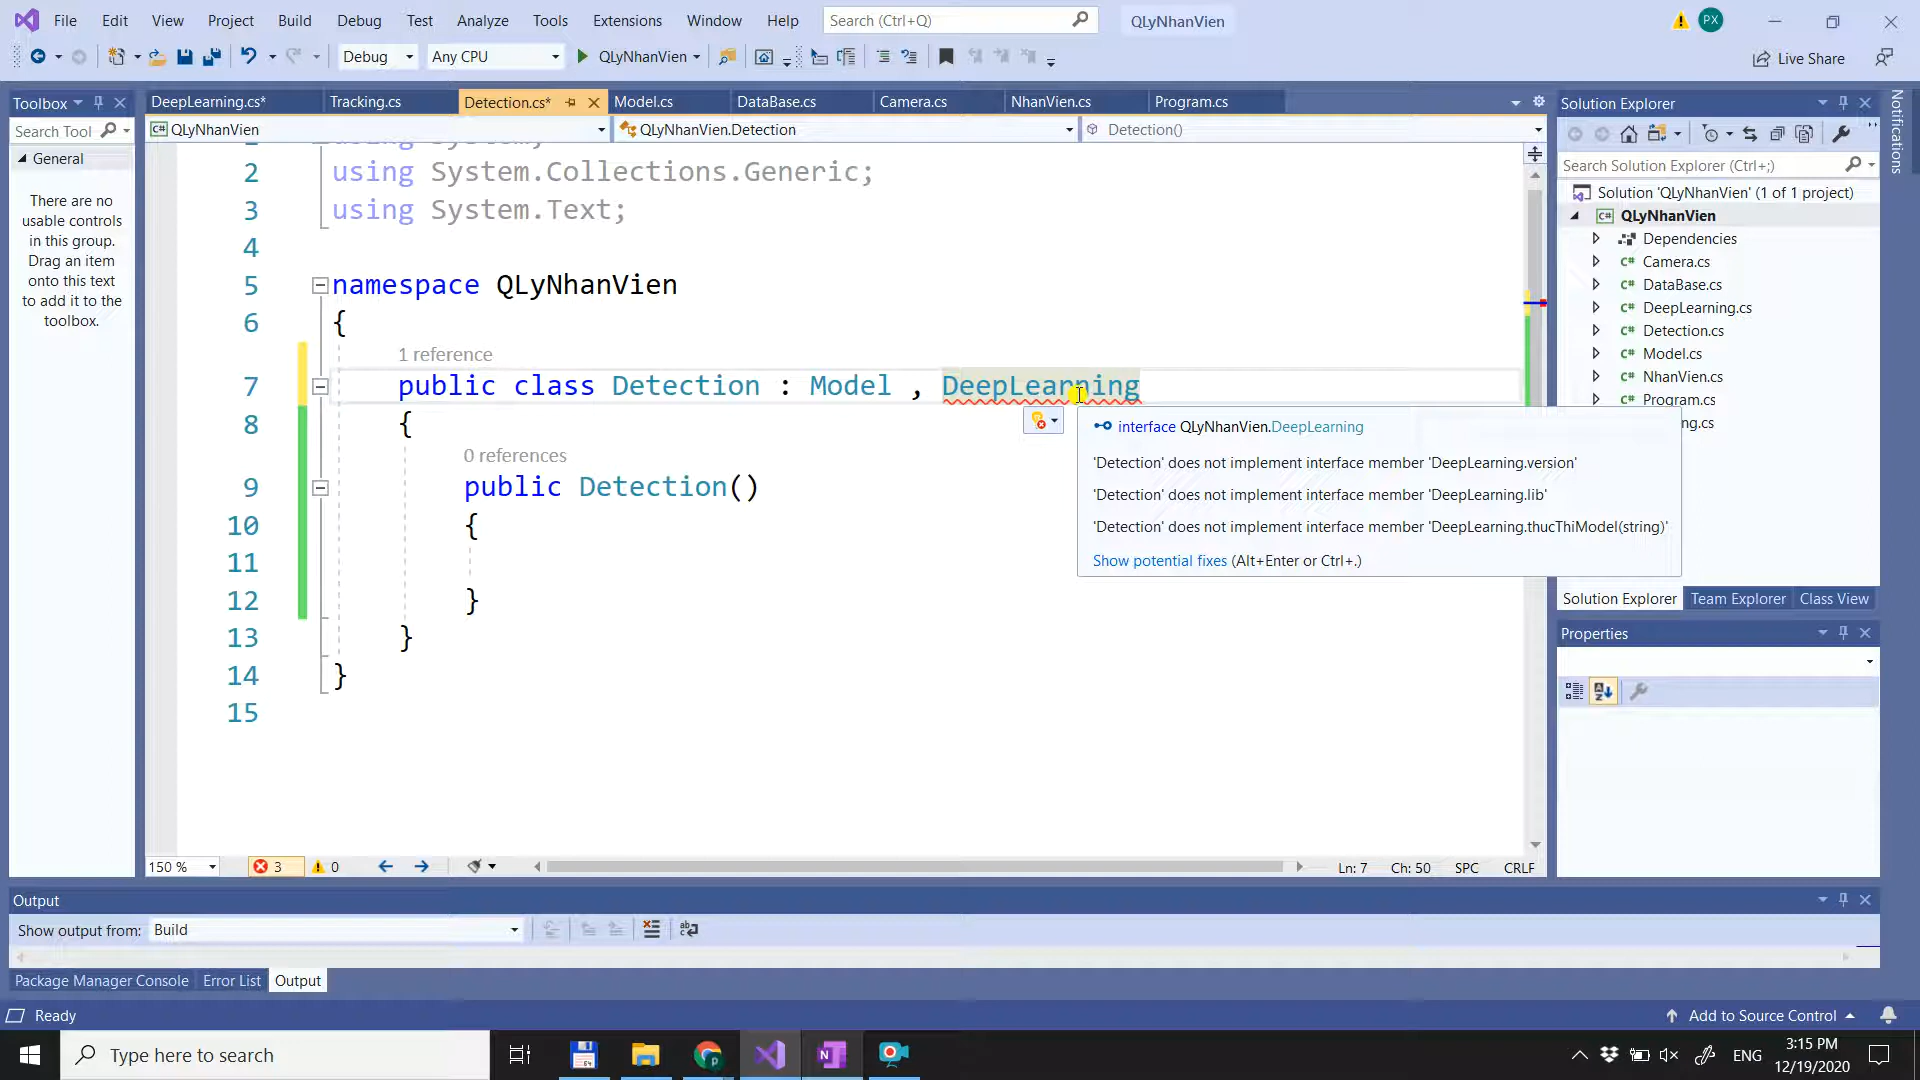 File Edit View Project Build Debug Test Analyze Tools Extensions Window Help Search (Ctrl+Q) QLyNhanVien PX
Debug Any CPU QLyNhanVien Live Share
Toolbox
DeepLearning.cs* Tracking.cs Detection.cs* Model.cs DataBase.cs Camera.cs NhanVien.cs Program.cs
Solution Explorer
Notifications
Search Tool
QLyNhanVien QLyNhanVien.Detection Detection()
General
There are no
usable controls
in this group.
Drag an item
onto this text
to add it to the
toolbox.
2 using System.Collections.Generic;
3 using System.Text;
4
5 namespace QLyNhanVien
6 {
1 reference
7 public class Detection : Model , DeepLearning
8 {
0 references
9 public Detection()
10 {
11
12 }
13 }
14 }
15
interface QLyNhanVien.DeepLearning
'Detection' does not implement interface member 'DeepLearning.version'
'Detection' does not implement interface member 'DeepLearning.lib'
'Detection' does not implement interface member 'DeepLearning.thucThiModel(string)'
Show potential fixes (Alt+Enter or Ctrl+.)
Search Solution Explorer (Ctrl+;)
Solution 'QLyNhanVien' (1 of 1 project)
QLyNhanVien
Dependencies
C# Camera.cs
C# DataBase.cs
C# DeepLearning.cs
C# Detection.cs
C# Model.cs
C# NhanVien.cs
C# Program.cs
ng.cs
Solution Explorer Team Explorer Class View
Properties
150 % 3 0 Ln: 7 Ch: 50 SPC CRLF
Output
Show output from: Build
Package Manager Console Error List Output
Ready Add to Source Control
Type here to search
ENG 3:15 PM
12/19/2020